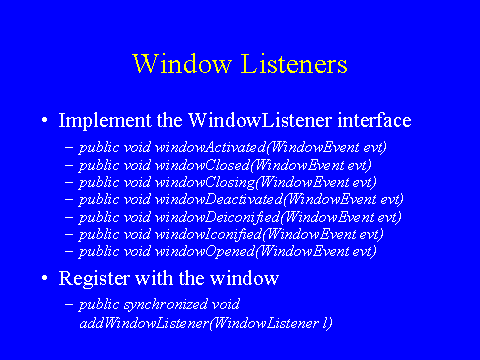 Window Listeners
• Implement the WindowListener interface
– public void windowActivated(WindowEvent evt)
– public void windowClosed(WindowEvent evt)
– public void windowClosing(WindowEvent evt)
– public void windowDeactivated(WindowEvent evt)
– public void windowDeiconified(WindowEvent evt)
– public void windowIconified(WindowEvent evt)
– public void windowOpened(WindowEvent evt)
• Register with the window
– public synchronized void
addWindowListener(WindowListener l)